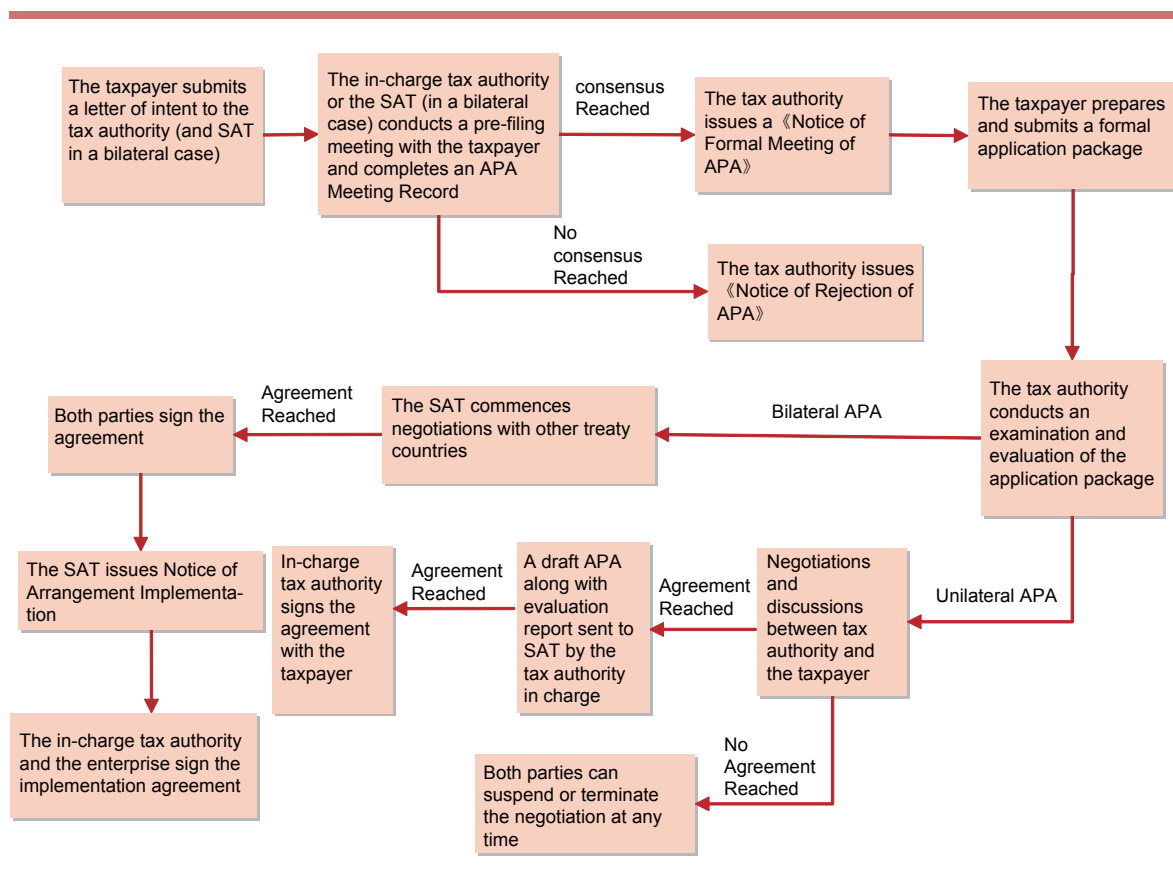 The taxpayer submits
a letter of intent to the
tax authority (and SAT
in a bilateral case)
The in-charge tax authority
or the SAT (in a bilateral
case) conducts a pre-filing
meeting with the taxpayer
and completes an APA
Meeting Record
consensus
Reached
The tax authority
issues a《Notice of
Formal Meeting of
APA》
The taxpayer prepares
and submits a formal
application package
No
consensus
Reached
The tax authority issues
《Notice of Rejection of
APA》
The tax authority
conducts an
examination and
evaluation of the
application package
Bilateral APA
The SAT commences
negotiations with other treaty
countries
Agreement
Reached
Both parties sign the
agreement
The SAT issues Notice of
Arrangement Implementa-
tion
The in-charge tax authority
and the enterprise sign the
implementation agreement
Unilateral APA
Negotiations
and
discussions
between tax
authority and
the taxpayer
Agreement
Reached
A draft APA
along with
evaluation
report sent to
SAT by the
tax authority
in charge
Agreement
Reached
In-charge
tax authority
signs the
agreement
with the
taxpayer
No
Agreement
Reached
Both parties can
suspend or terminate
the negotiation at any
time